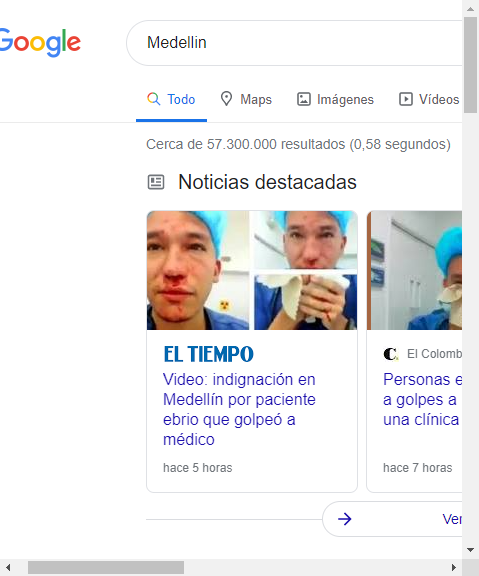 Google
Medellin
Todo
Maps
Imágenes
Vídeos
Cerca de 57.300.000 resultados (0,58 segundos)
Noticias destacadas
EL TIEMPO
Video: indignación en
Medellín por paciente
ebrio que golpeó a
médico
hace 5 horas
El Colomb
Personas e
a golpes a
una clínica
hace 7 horas
Ver